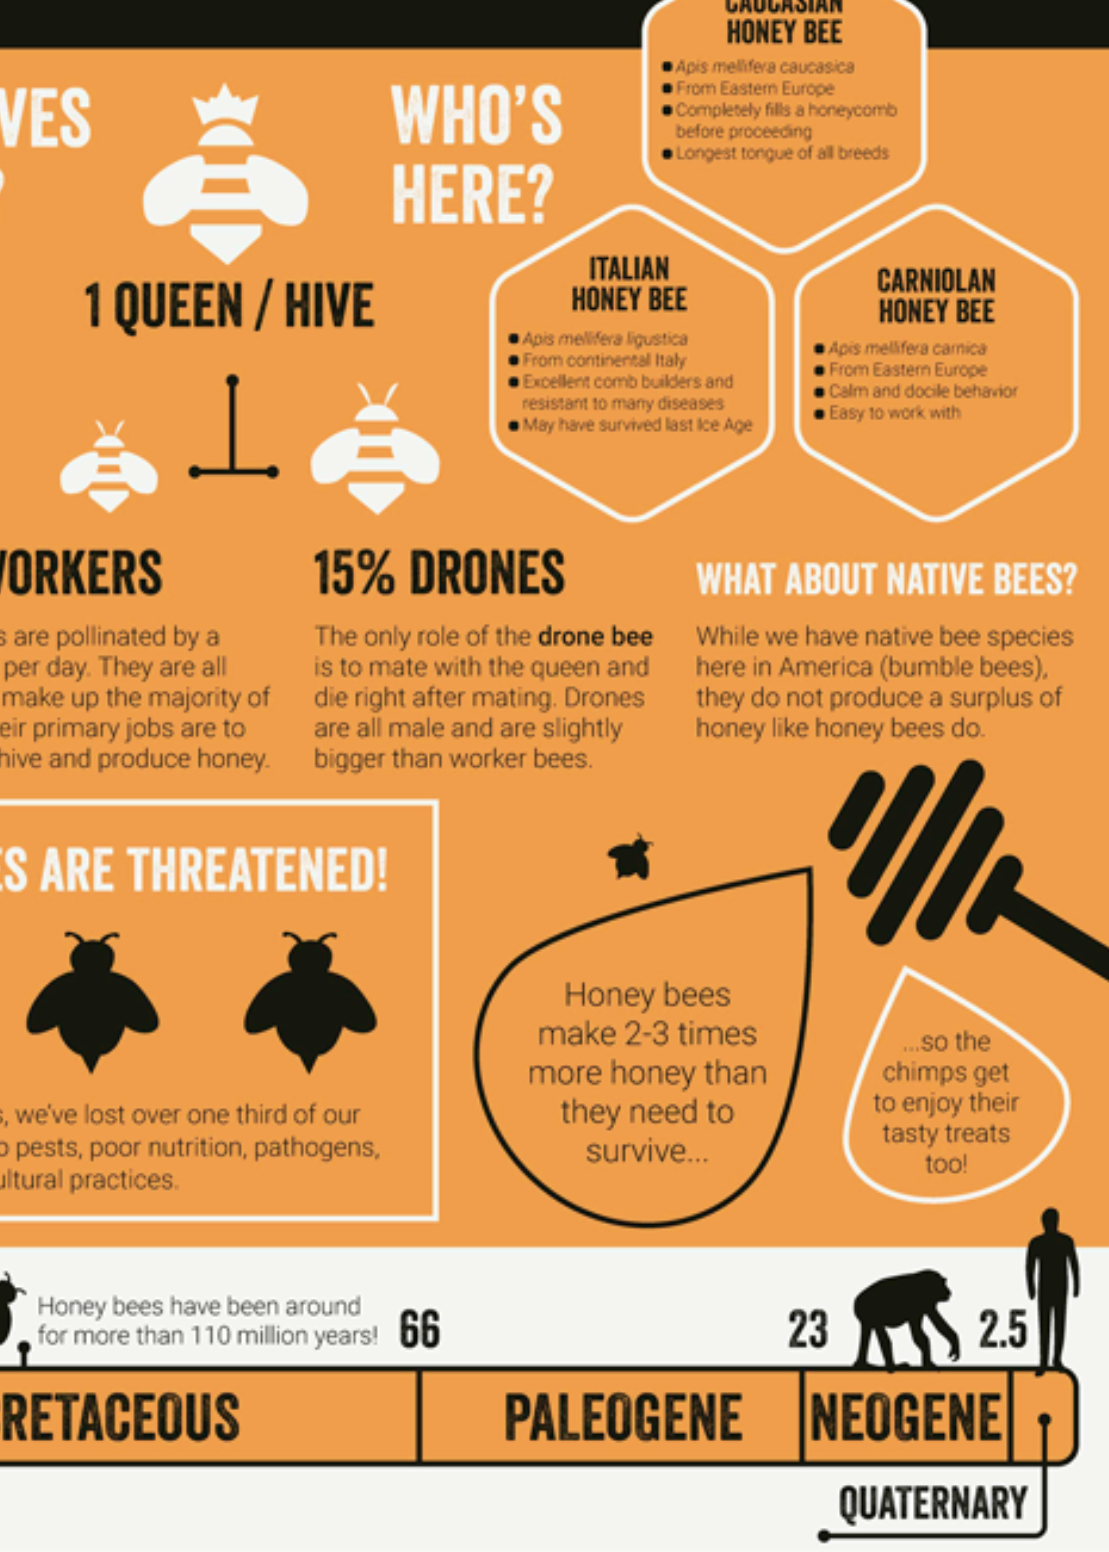 CAUCASIAN
HONEY BEE
Apis mellifera caucasica
From Eastern Europe
Completely fills a honeycomb
before proceeding
Longest tongue of all breeds
VES
?
WHO'S
HERE?
1 QUEEN / HIVE
ITALIAN
HONEY BEE
Apis mellifera ligustica
From continental Italy
Excellent comb builders and
resistant to many diseases
May have survived last Ice Age
CARNIOLAN
HONEY BEE
Apis mellifera carnica
From Eastern Europe
Calm and docile behavior
Easy to work with
WORKERS
s are pollinated by a
per day. They are all
make up the majority of
eir primary jobs are to
hive and produce honey.
15% DRONES
The only role of the drone bee
is to mate with the queen and
die right after mating. Drones
are all male and are slightly
bigger than worker bees.
WHAT ABOUT NATIVE BEES?
While we have native bee species
here in America (bumble bees),
they do not produce a surplus of
honey like honey bees do.
ES ARE THREATENED!
s, we've lost over one third of our
o pests, poor nutrition, pathogens,
ultural practices.
Honey bees
make 2-3 times
more honey than
they need to
survive...
...so the
chimps get
to enjoy their
tasty treats
too!
Honey bees have been around
for more than 110 million years!
66
23
2.5
RETACEOUS
PALEOGENE
NEOGENE
QUATERNARY